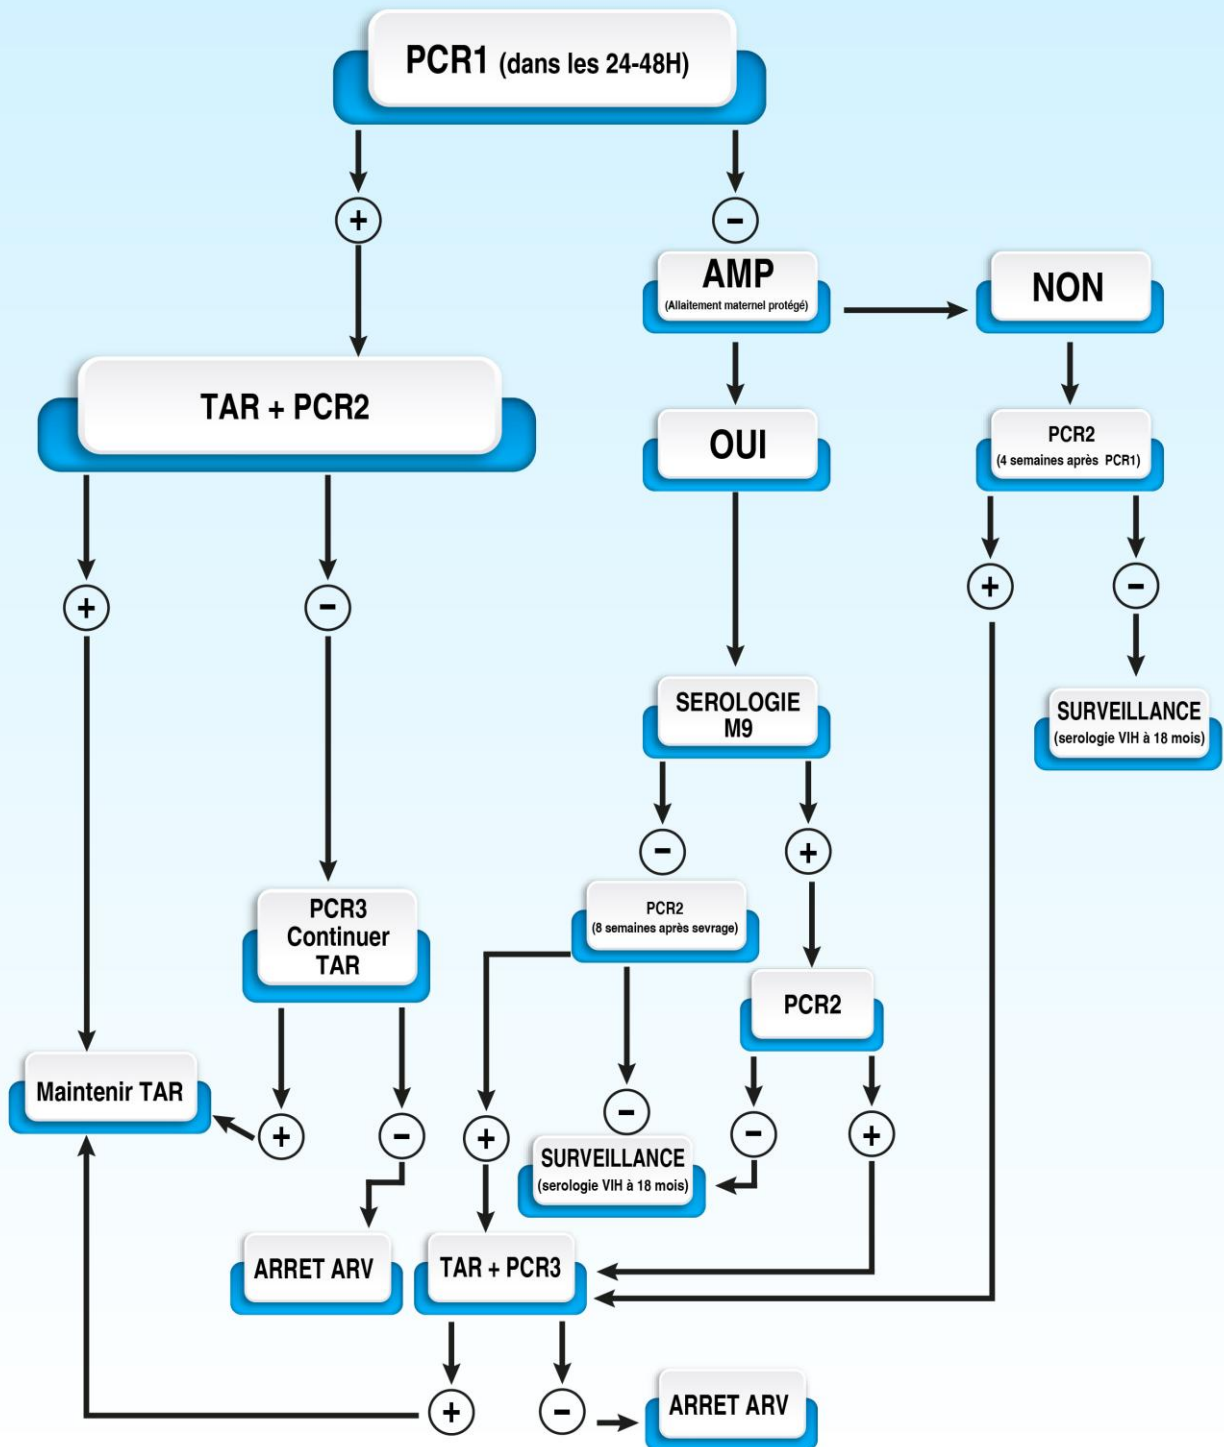 PCR1 (dans les 24-48H)
+
-
AMP
(Allaitement maternel protégé)
NON
TAR + PCR2
OUI
PCR2
(4 semaines après PCR1)
+
-
+
-
SEROLOGIE
M9
SURVEILLANCE
(serologie VIH à 18 mois)
-
+
PCR3
Continuer
TAR
PCR2
(8 semaines après sevrage)
PCR2
Maintenir TAR
+
-
+
-
-
+
SURVEILLANCE
(serologie VIH à 18 mois)
ARRET ARV
TAR + PCR3
+
-
ARRET ARV